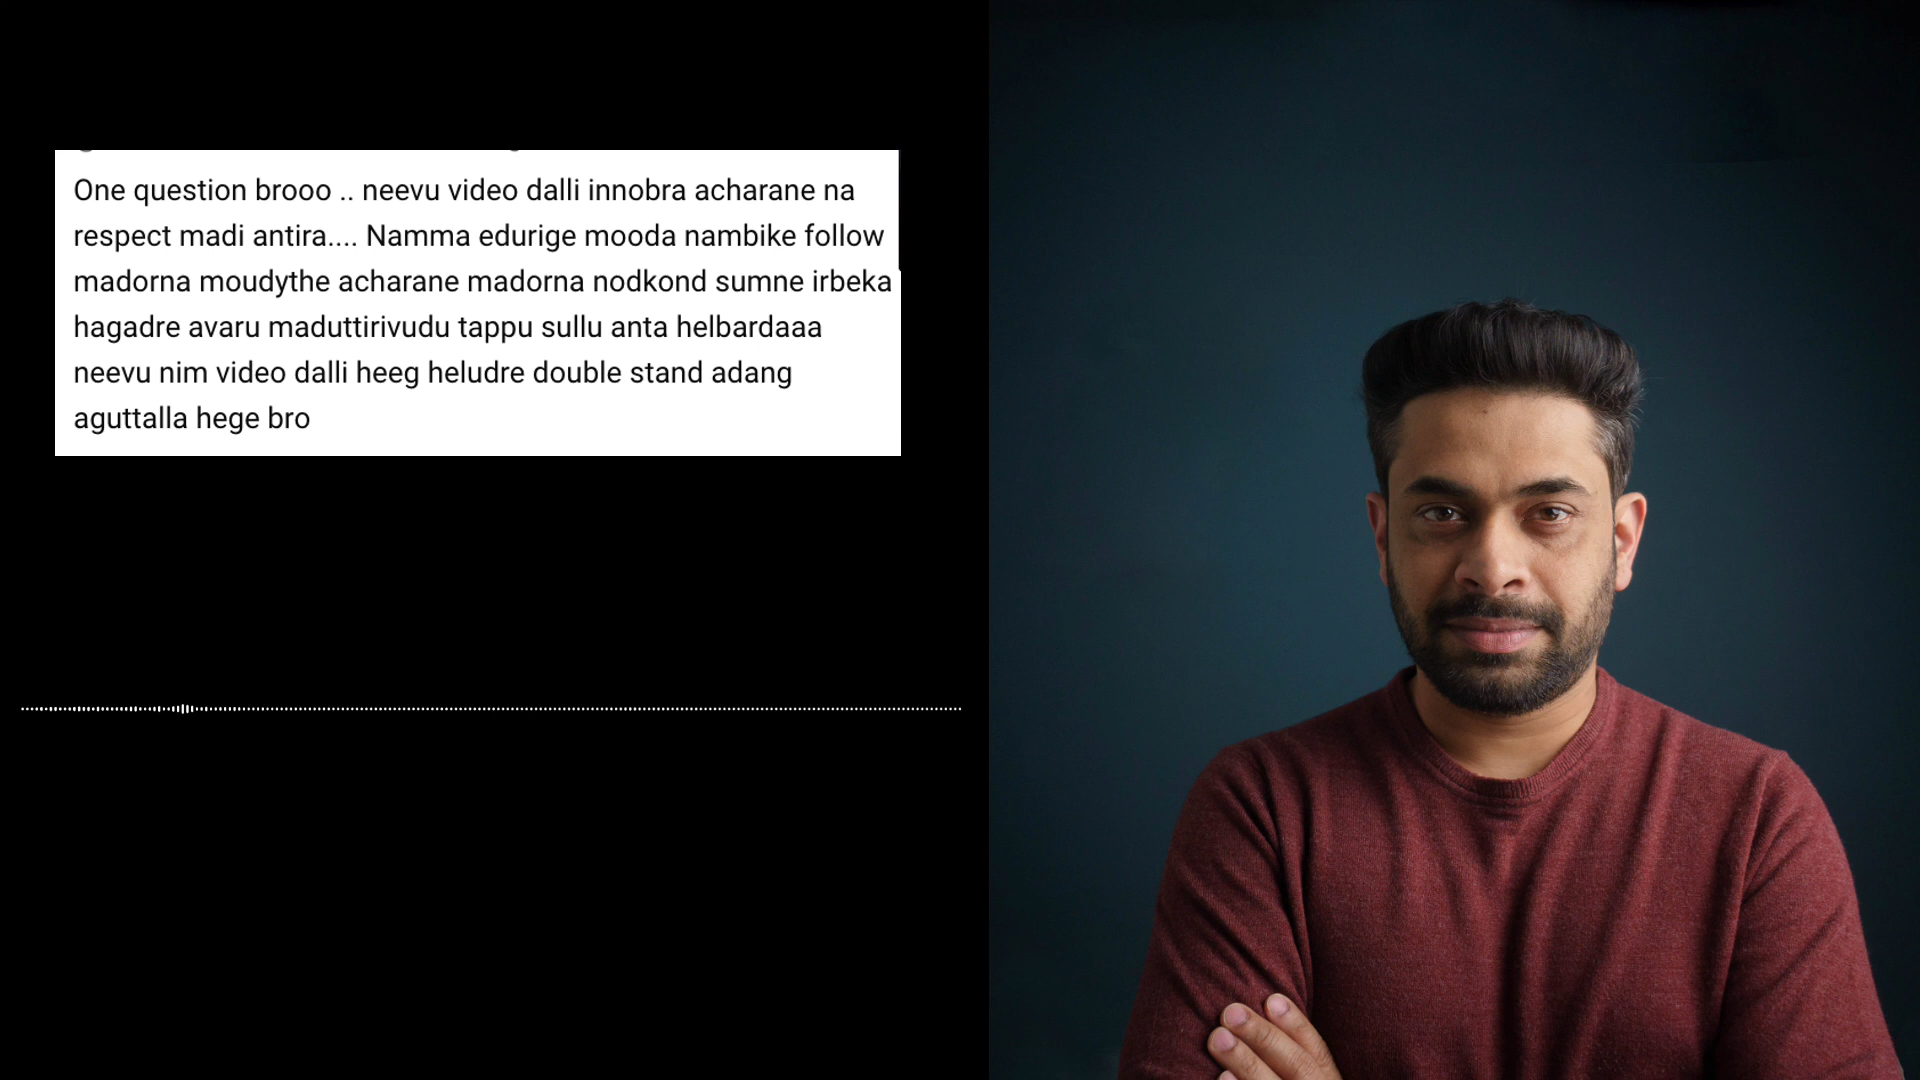 One question brooo .. neevu video dalli innobra acharane na
respect madi antira.... Namma edurige mooda nambike follow
madorna moudythe acharane madorna nodkond sumne irbeka
hagadre avaru maduttirivudu tappu sullu anta helbardaaa
neevu nim video dalli heeg heludre double stand adang
aguttalla hege bro